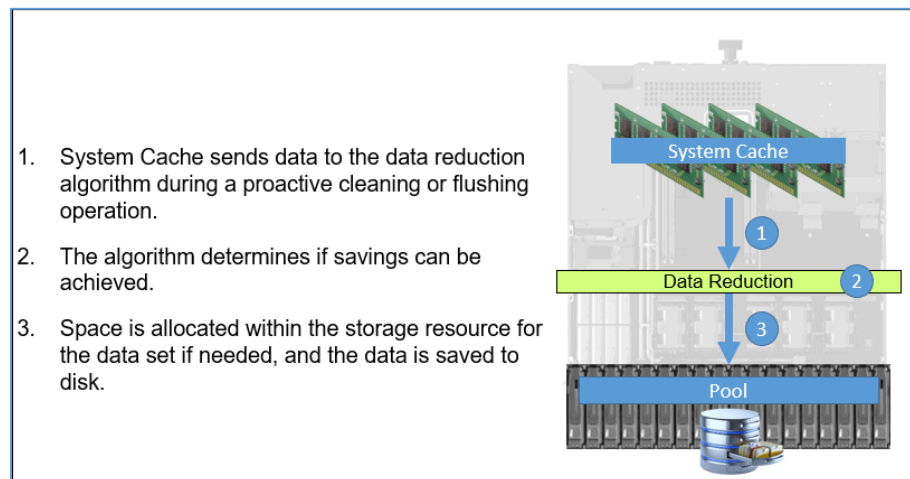 1. System Cache sends data to the data reduction
algorithm during a proactive cleaning or flushing
operation.
2. The algorithm determines if savings can be
achieved.
3. Space is allocated within the storage resource for
the data set if needed, and the data is saved to
disk.
System Cache
1
Data Reduction 2
3
Pool